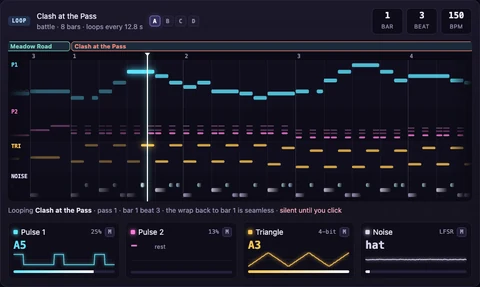 LOOP
Clash at the Pass
battle · 8 bars · loops every 12.8 s
A B C D
1 BAR
3 BEAT
150 BPM
Meadow Road
Clash at the Pass
3 1 2 3 4
P1
P2
TRI
NOISE
Looping Clash at the Pass · pass 1 · bar 1 beat 3 · the wrap back to bar 1 is seamless · silent until you click
Pulse 1 25% M
A5
Pulse 2 13% M
rest
Triangle 4-bit M
A3
Noise LFSR M
hat